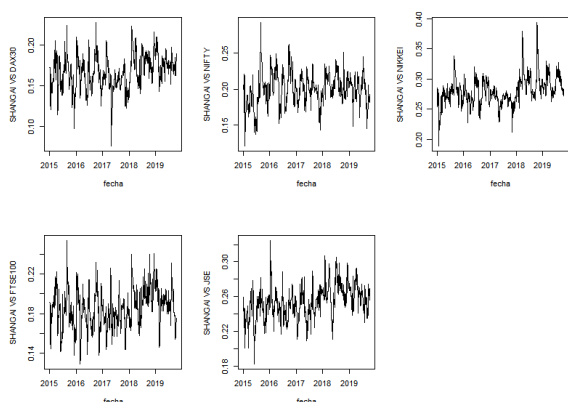 SHANGAI VS DAX30
0.10 0.15 0.20
2015 2016 2017 2018 2019
fecha
SHANGAI VS NIFTY
0.15 0.20 0.25
2015 2016 2017 2018 2019
fecha
SHANGAI VS NIKKEI
0.20 0.25 0.30 0.35 0.40
2015 2016 2017 2018 2019
fecha
SHANGAI VS FTSE100
0.14 0.18 0.22
2015 2016 2017 2018 2019
fecha
SHANGAI VS JSE
0.18 0.22 0.26 0.30
2015 2016 2017 2018 2019
fecha